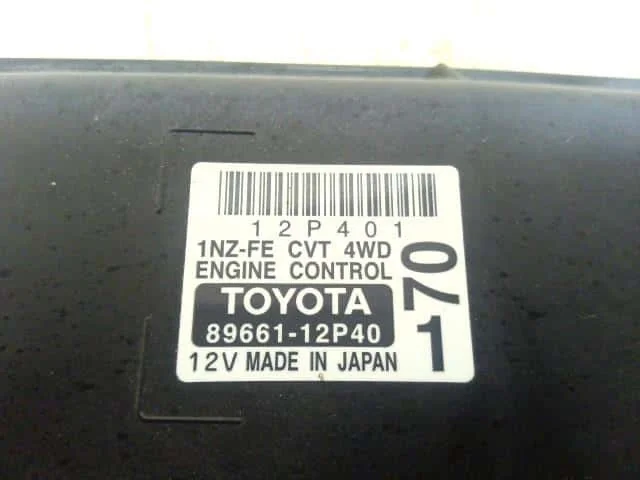 12P401
1NZ-FE CVT 4WD
ENGINE CONTROL
TOYOTA
89661-12P40
12V MADE IN JAPAN
170